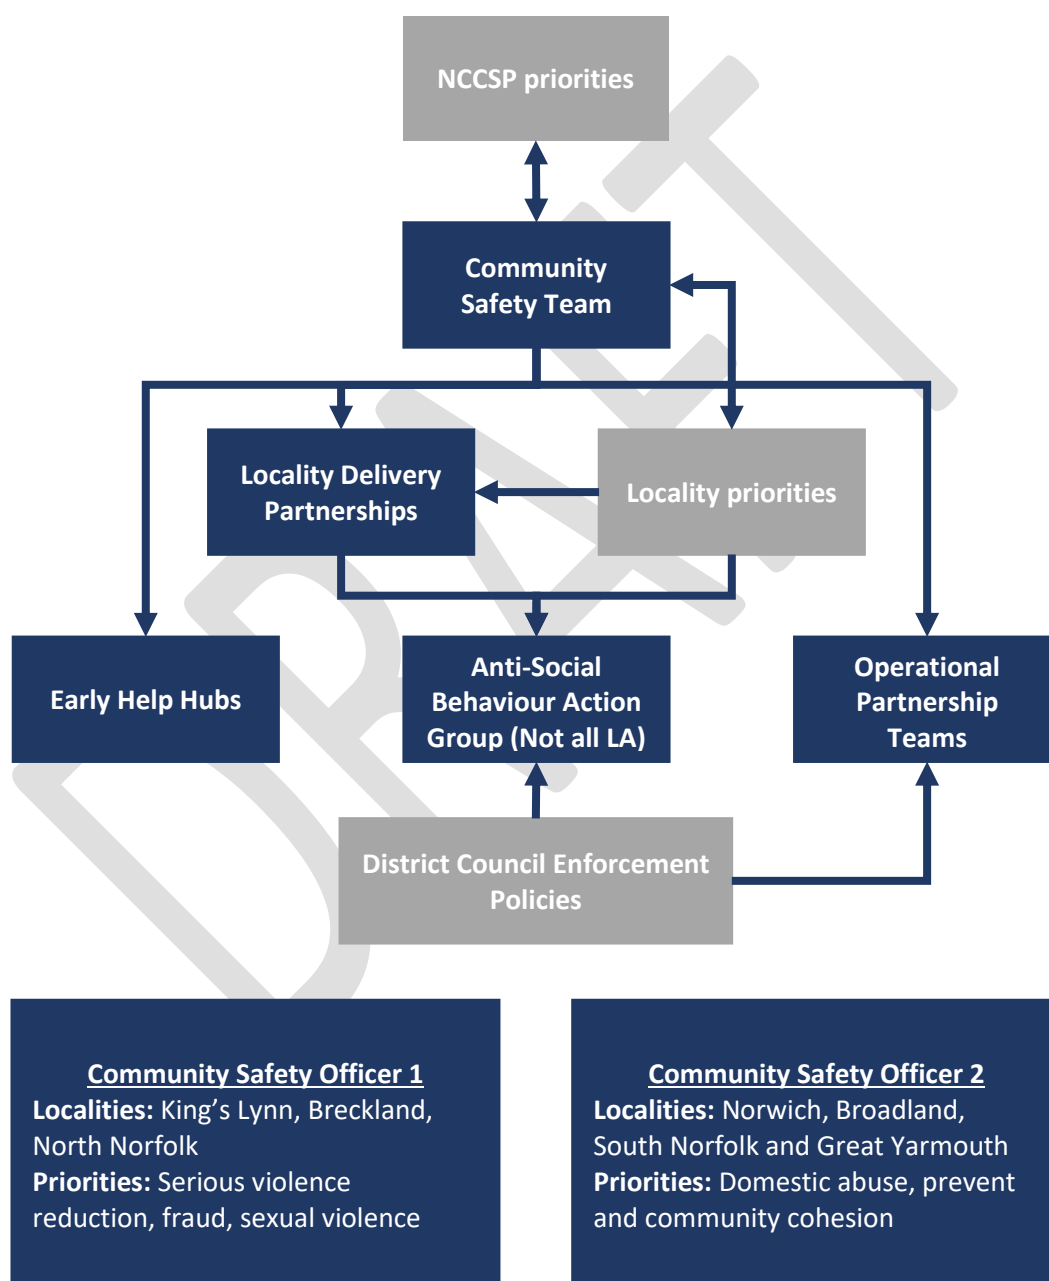 NCCSP priorities
Community
Safety Team
Locality Delivery
Partnerships
Locality priorities
Early Help Hubs
Anti-Social
Behaviour Action
Group (Not all LA)
Operational
Partnership
Teams
District Council Enforcement
Policies
Community Safety Officer 1
Localities: King’s Lynn, Breckland,
North Norfolk
Priorities: Serious violence
reduction, fraud, sexual violence
Community Safety Officer 2
Localities: Norwich, Broadland,
South Norfolk and Great Yarmouth
Priorities: Domestic abuse, prevent
and community cohesion
DRAFT